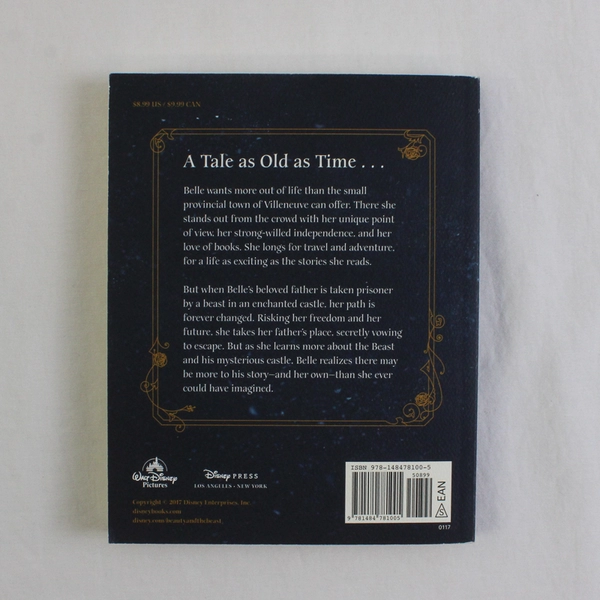 $8.99 US / $9.99 CAN
A Tale as Old as Time . . .
Belle wants more out of life than the small
provincial town of Villeneuve can offer. There she
stands out from the crowd with her unique point
of view, her strong-willed independence, and her
love of books. She longs for travel and adventure,
for a life as exciting as the stories she reads.
But when Belle's beloved father is taken prisoner
by a beast in an enchanted castle, her path is
forever changed. Risking her freedom and her
future, she takes her father's place, secretly vowing
to escape. But as she learns more about the Beast
and his mysterious castle, Belle realizes there may
be more to his story—and her own—than she ever
could have imagined.
WALT DISNEY
Pictures
Disney PRESS
LOS ANGELES • NEW YORK
Copyright © 2017 Disney Enterprises, Inc.
disneybooks.com
disney.com/beautyandthebeast
ISBN 978-148478100-5
50899
9 781484 781005
S EAN
0117